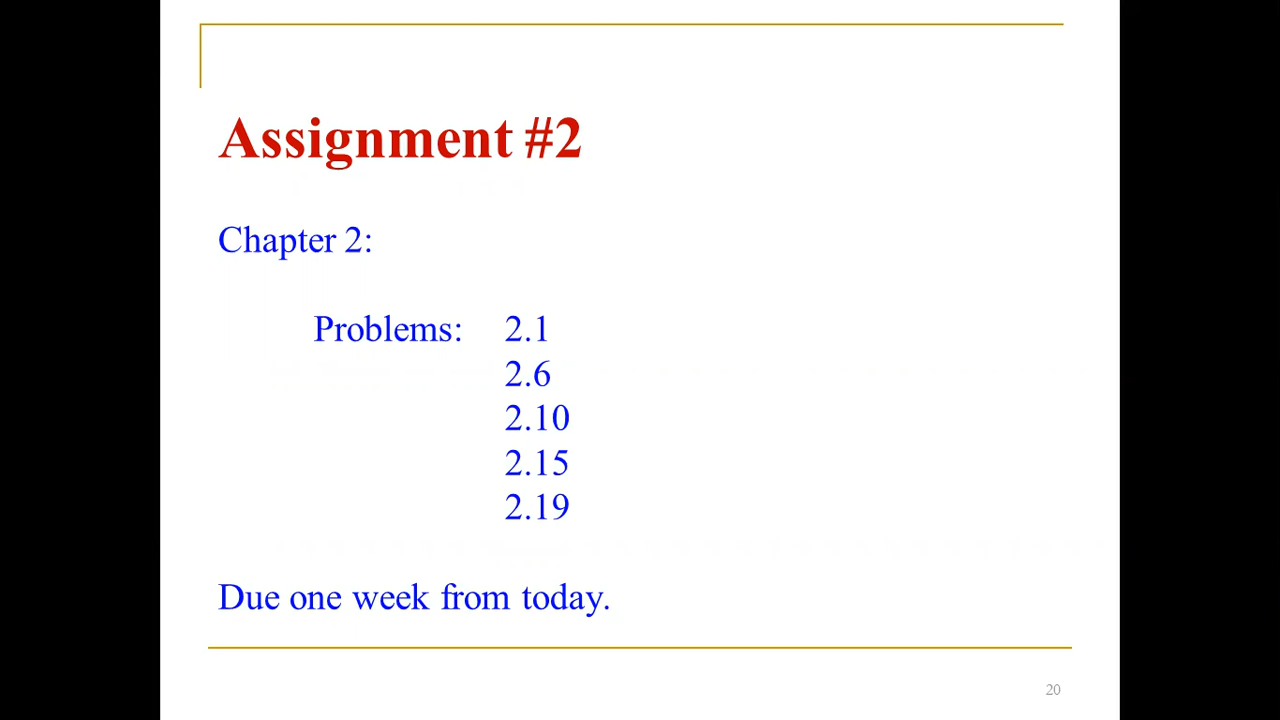 Assignment #2
Chapter 2:
Problems: 2.1
2.6
2.10
2.15
2.19
Due one week from today.
20